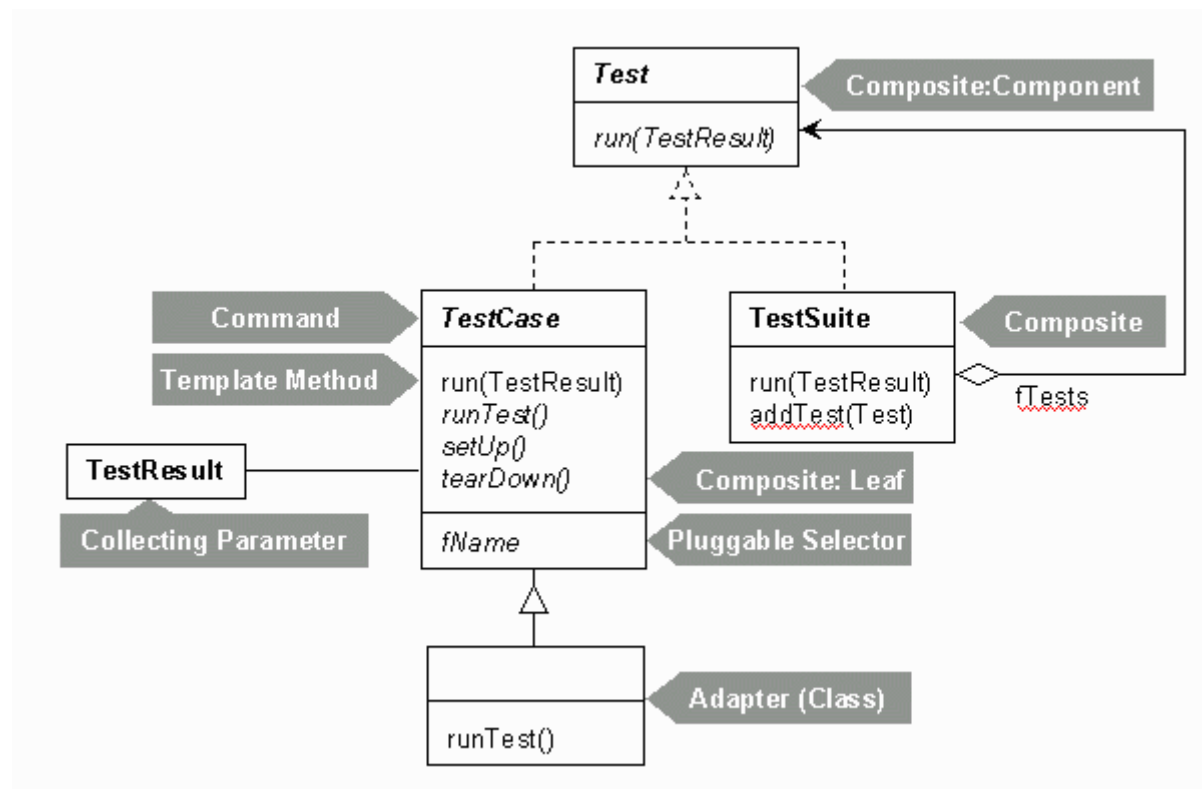 Test
Composite:Component
run(TestResult)
Command
TestCase
TestSuite
Composite
Template Method
run(TestResult)
runTest()
setUp()
tearDown()
run(TestResult)
addTest(Test)
fTests
TestResult
Composite: Leaf
Collecting Parameter
fName
Pluggable Selector
Adapter (Class)
runTest()